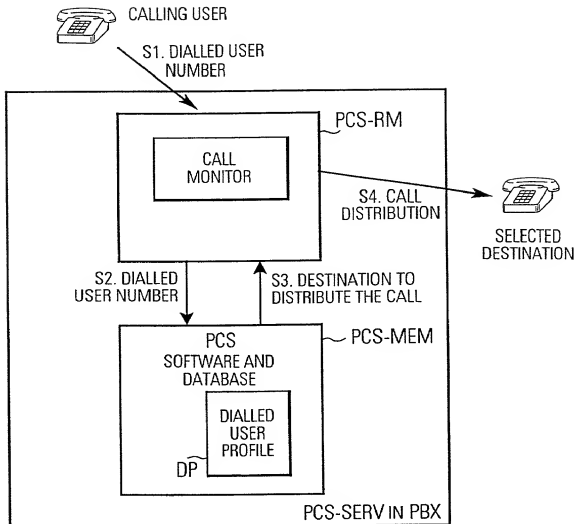 CALLING USER
S1. DIALLED USER
NUMBER
PCS-RM
CALL
MONITOR
S4. CALL
DISTRIBUTION
SELECTED
DESTINATION
S2. DIALLED
USER NUMBER
S3. DESTINATION TO
DISTRIBUTE THE CALL
PCS
SOFTWARE AND
DATABASE
PCS-MEM
DIALLED
USER
PROFILE
DP
PCS-SERV IN PBX